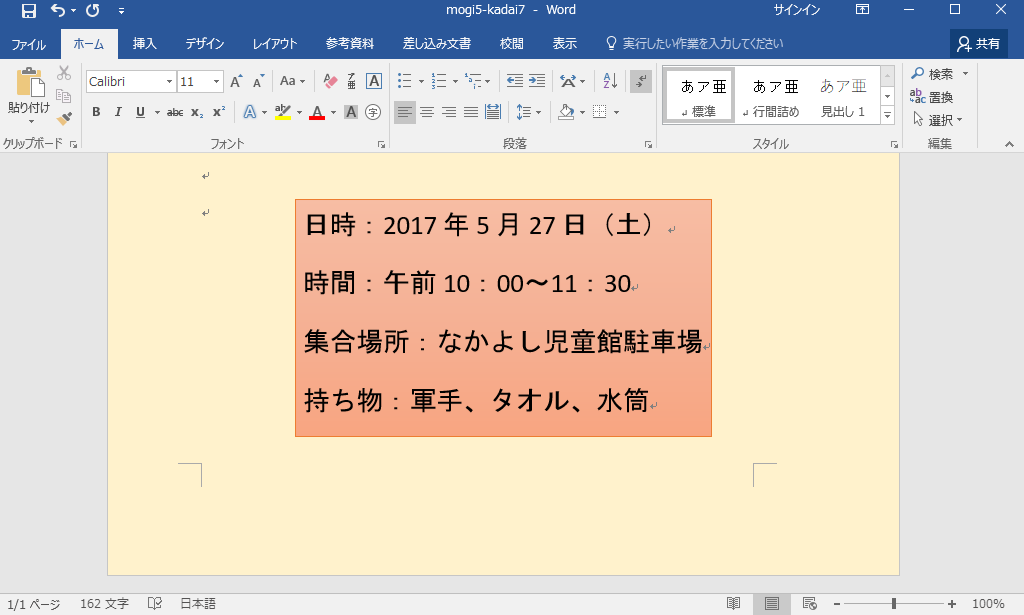 mogi5-kadai7 - Word
サインイン
ファイル ホーム 挿入 デザイン レイアウト 参考資料 差し込み文書 校閲 表示 実行したい作業を入力してください 共有
貼り付け
クリップボード
Calibri 11 A A Aa 亜 A
B I U abc x₂ x² A ab A A 字
フォント
段落
あア亜 標準
あア亜 行間詰め
あア亜 見出し 1
スタイル
検索
置換
選択
編集
日時：2017 年 5 月 27 日（土）
時間：午前 10：00～11：30
集合場所：なかよし児童館駐車場
持ち物：軍手、タオル、水筒
1/1 ページ 162 文字 日本語 100%